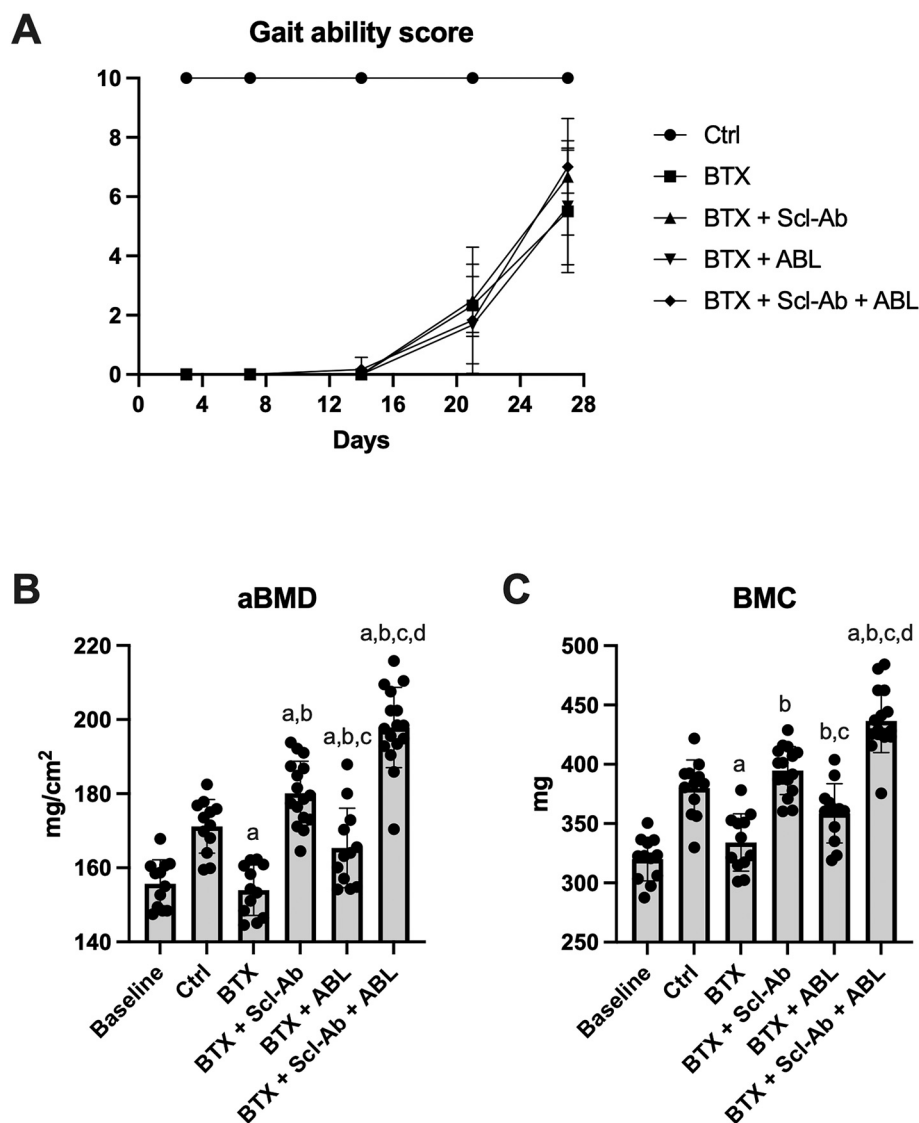 A
Gait ability score
10
8
6
4
2
0
0 4 8 12 16 20 24 28
Days
Ctrl
BTX
BTX + Scl-Ab
BTX + ABL
BTX + Scl-Ab + ABL
B
aBMD
mg/cm²
220
200
180
160
140
a
a,b
a,b,c
a,b,c,d
Baseline
Ctrl
BTX
BTX + Scl-Ab
BTX + ABL
BTX + Scl-Ab + ABL
C
BMC
mg
500
450
400
350
300
250
a
b
b,c
a,b,c,d
Baseline
Ctrl
BTX
BTX + Scl-Ab
BTX + ABL
BTX + Scl-Ab + ABL